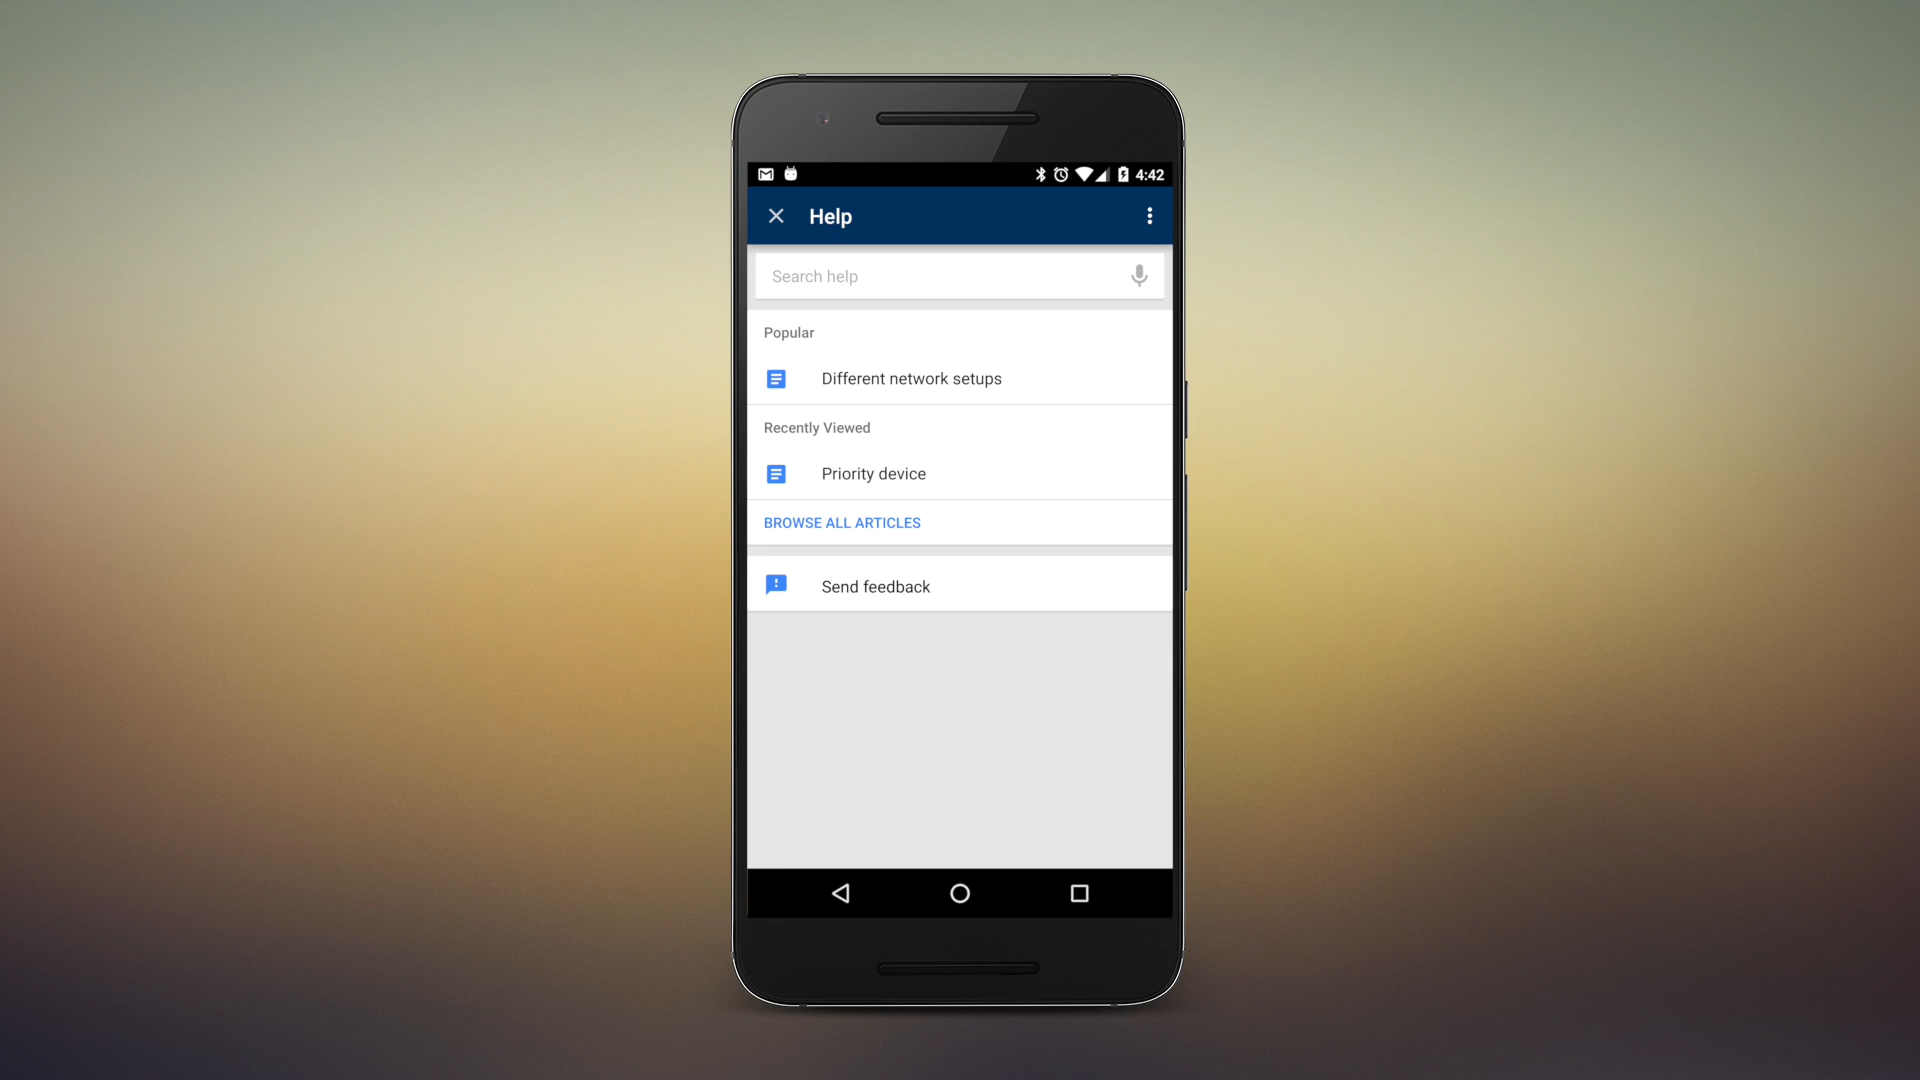 4:42
Help
Search help
Popular
Different network setups
Recently Viewed
Priority device
BROWSE ALL ARTICLES
Send feedback